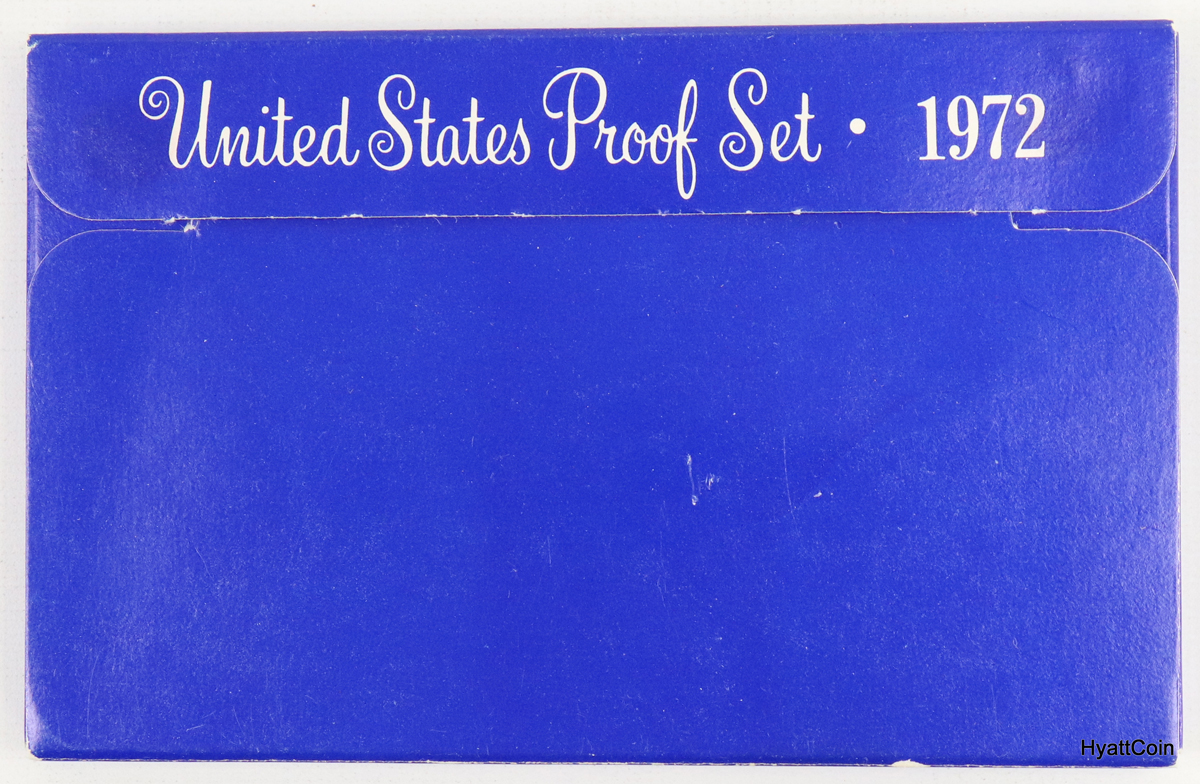 United States Proof Set • 1972
HyattCoin